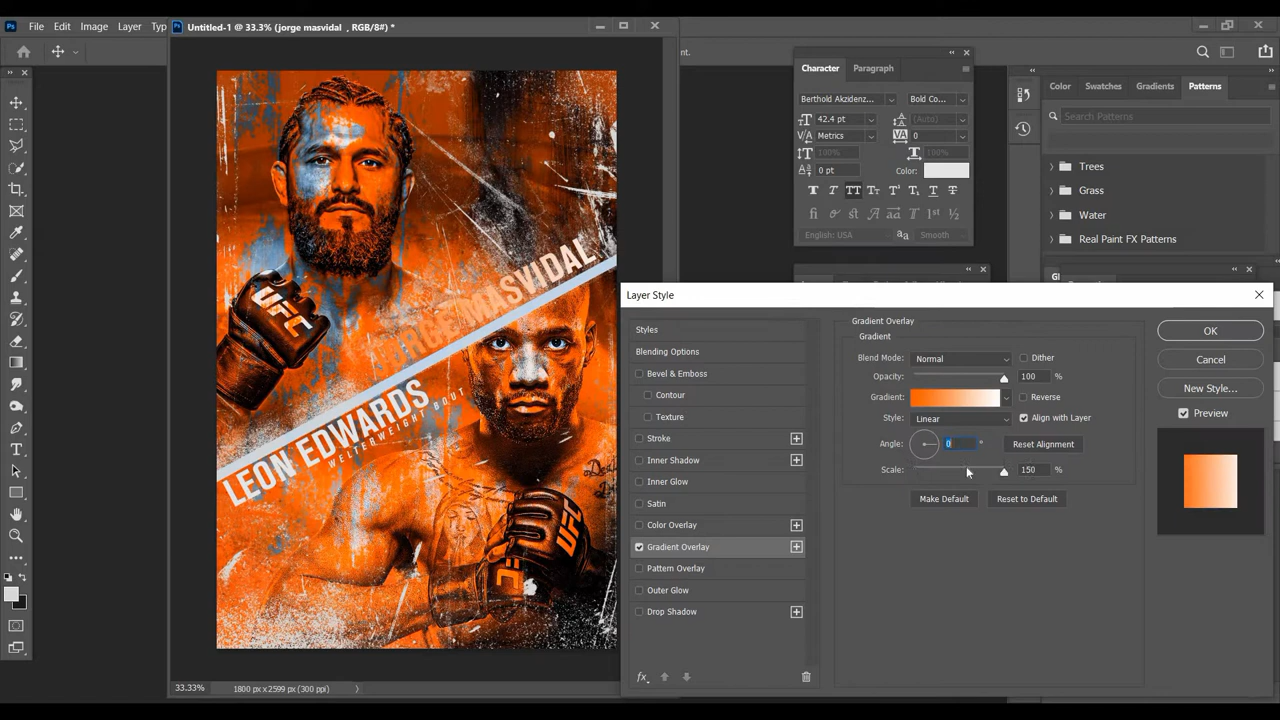 Ps File Edit Image Layer Typ
Untitled-1 @ 33.3% (jorge masvidal , RGB/8#) *
nt.
Character Paragraph
Color Swatches Gradients Patterns
Berthold Akzidenz... Bold Co...
Search Patterns
42.4 pt (Auto)
Metrics 0
100% 100%
0 pt Color:
Trees
Grass
Water
Real Paint FX Patterns
English: USA aa Smooth
JORGE MASVIDAL
LEON EDWARDS
WELTERWEIGHT BOUT
UFC
UFC
Layer Style
Styles
Blending Options
Bevel & Emboss
Contour
Texture
Stroke
Inner Shadow
Inner Glow
Satin
Color Overlay
Gradient Overlay
Pattern Overlay
Outer Glow
Drop Shadow
fx
Gradient Overlay
Gradient
Blend Mode: Normal Dither
Opacity: 100 %
Gradient: Reverse
Style: Linear Align with Layer
Angle: 0 ° Reset Alignment
Scale: 150 %
Make Default Reset to Default
OK
Cancel
New Style...
Preview
33.33% 1800 px x 2599 px (300 ppi)